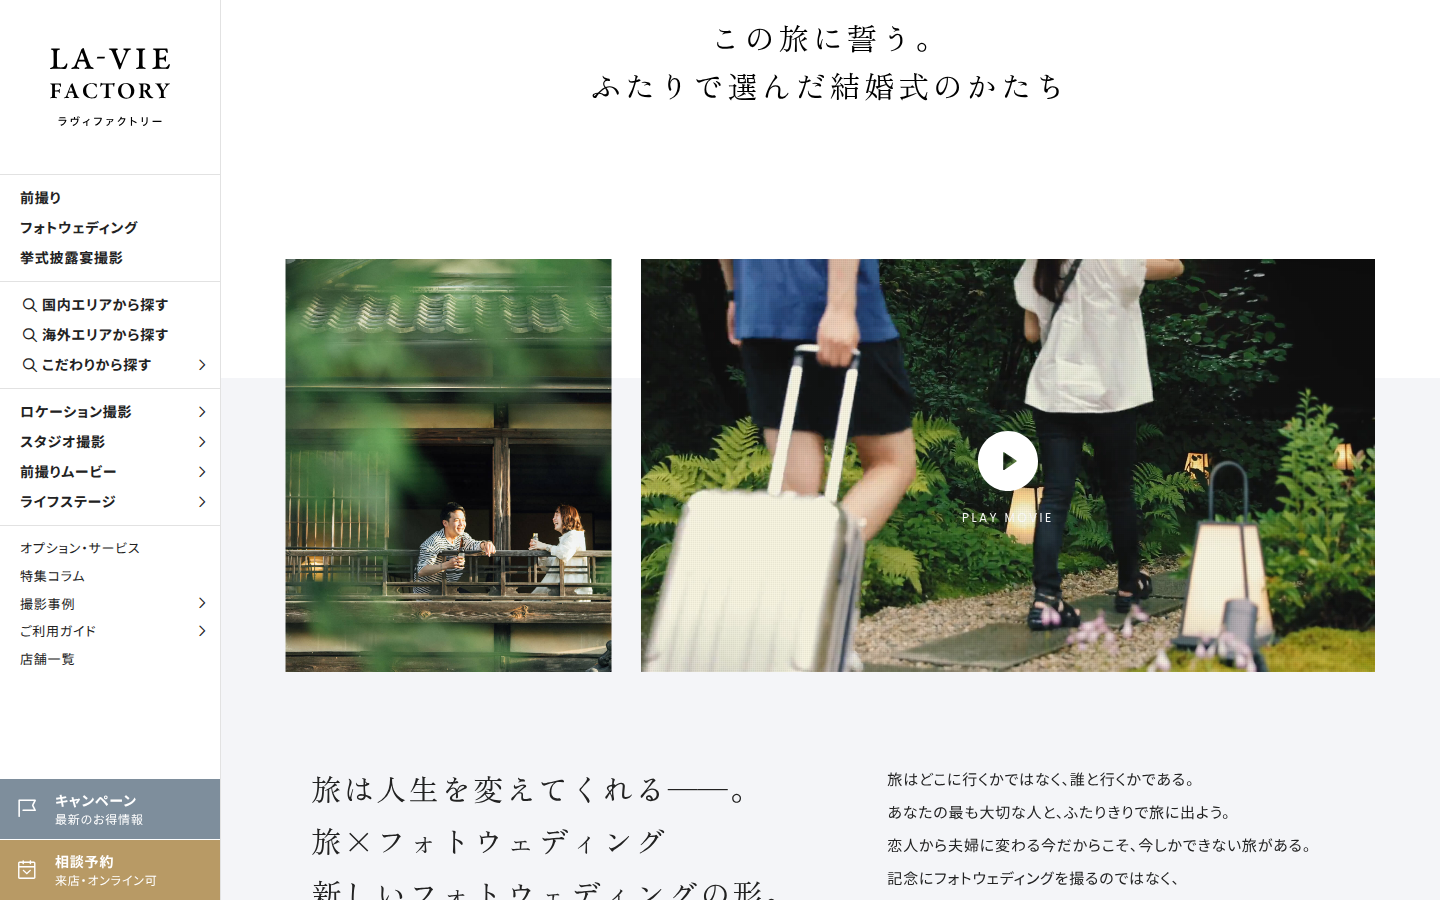 LA-VIE
FACTORY
ラヴィファクトリー
前撮り
フォトウェディング
挙式披露宴撮影
国内エリアから探す
海外エリアから探す
こだわりから探す
ロケーション撮影
スタジオ撮影
前撮りムービー
ライフステージ
オプション・サービス
特集コラム
撮影事例
ご利用ガイド
店舗一覧
キャンペーン
最新のお得情報
相談予約
来店・オンライン可
この旅に誓う。
ふたりで選んだ結婚式のかたち
PLAY MOVIE
旅は人生を変えてくれる——。
旅×フォトウェディング
新しいフォトウェディングの形。
旅はどこに行くかではなく、誰と行くかである。
あなたの最も大切な人と、ふたりきりで旅に出よう。
恋人から夫婦に変わる今だからこそ、今しかできない旅がある。
記念にフォトウェディングを撮るのではなく、